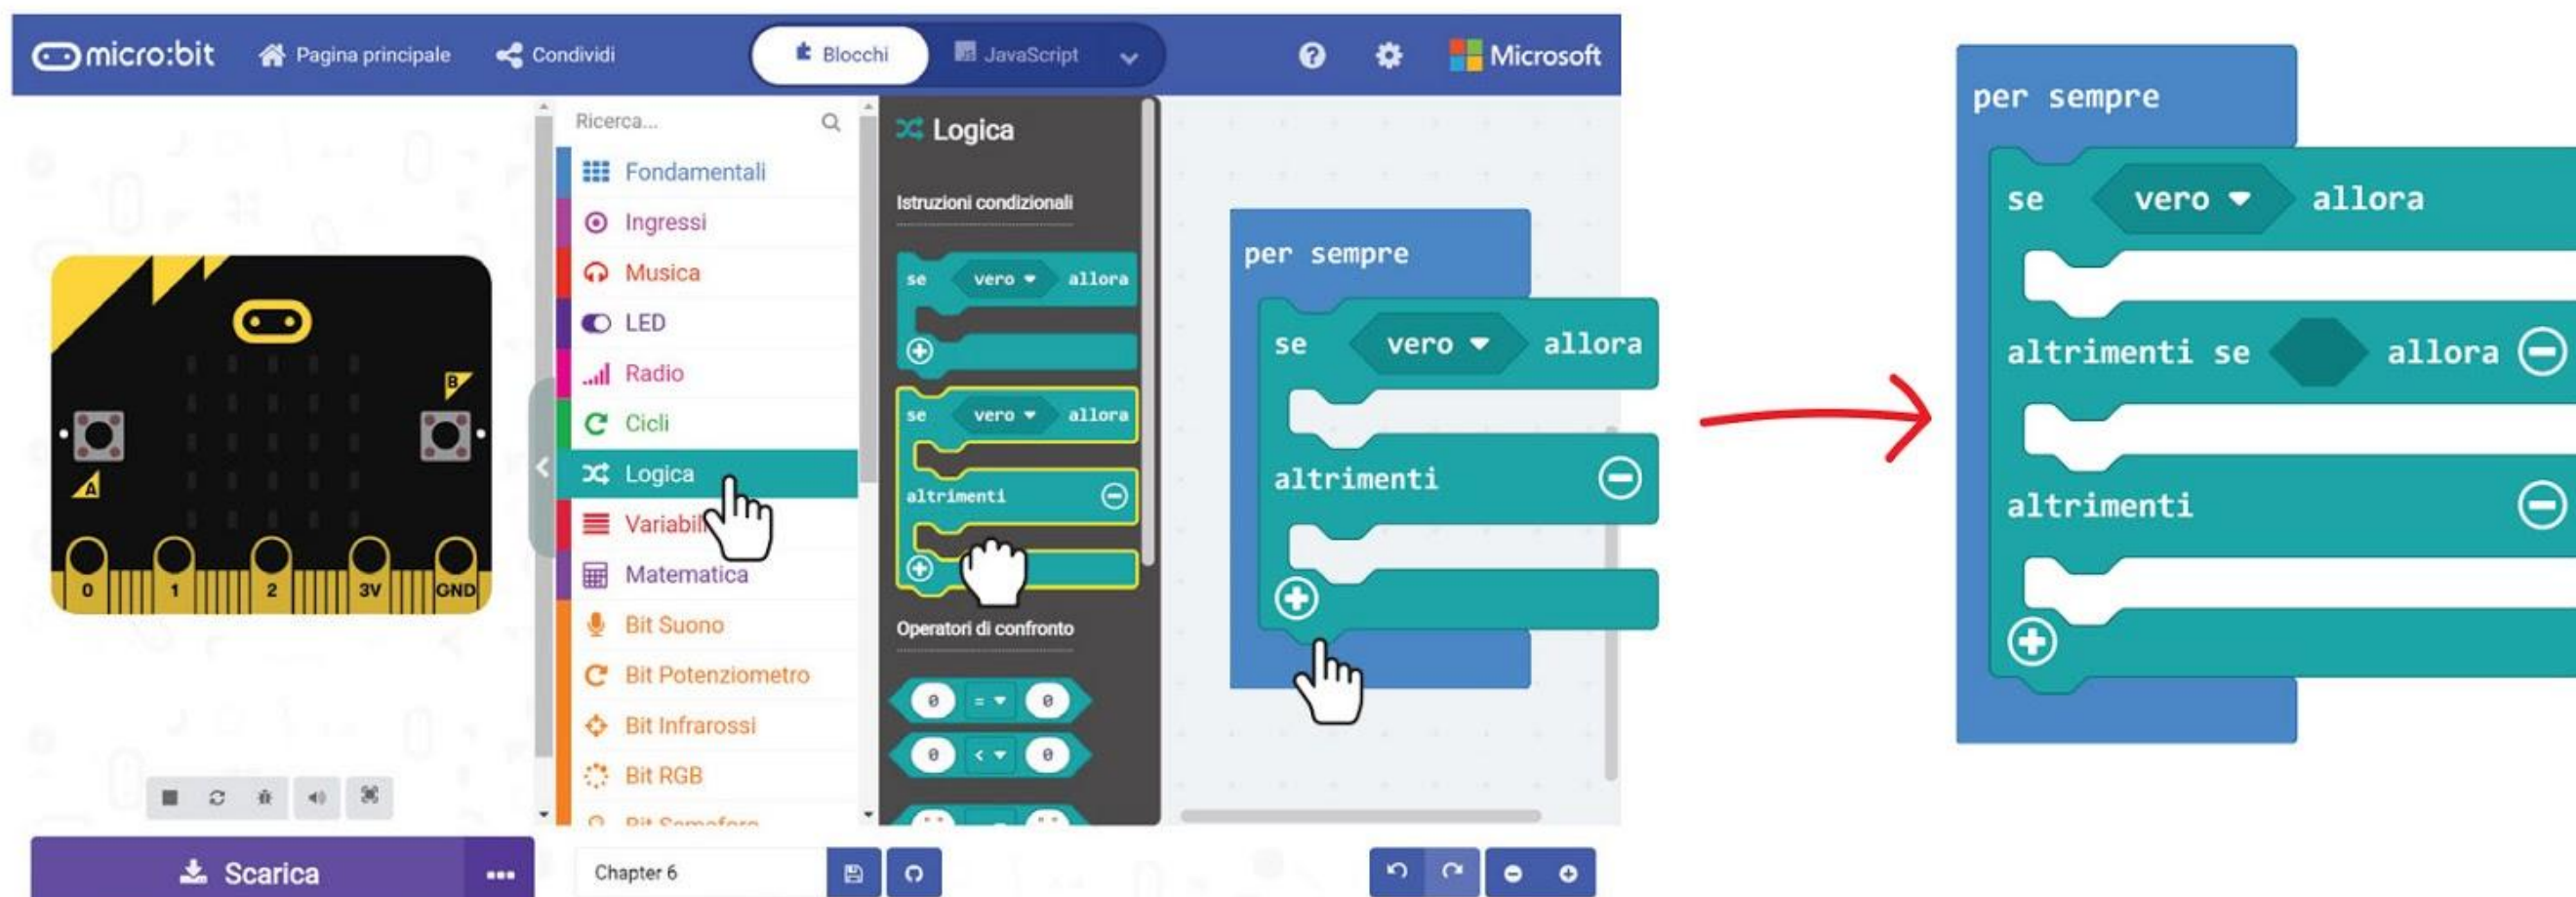 micro:bit
Pagina principale
Condividi
Blocchi
JavaScript
Microsoft
B
A
0 1 2 3V GND
Scarica
Ricerca...
Fondamentali
Ingressi
Musica
LED
Radio
Cicli
Logica
Variabil
Matematica
Bit Suono
Bit Potenziometro
Bit Infrarossi
Bit RGB
Bit Semaforo
Chapter 6
Logica
Istruzioni condizionali
se vero allora
se vero allora
altrimenti
Operatori di confronto
0 = 0
0 < 0
per sempre
se vero allora
altrimenti
per sempre
se vero allora
altrimenti se allora
altrimenti